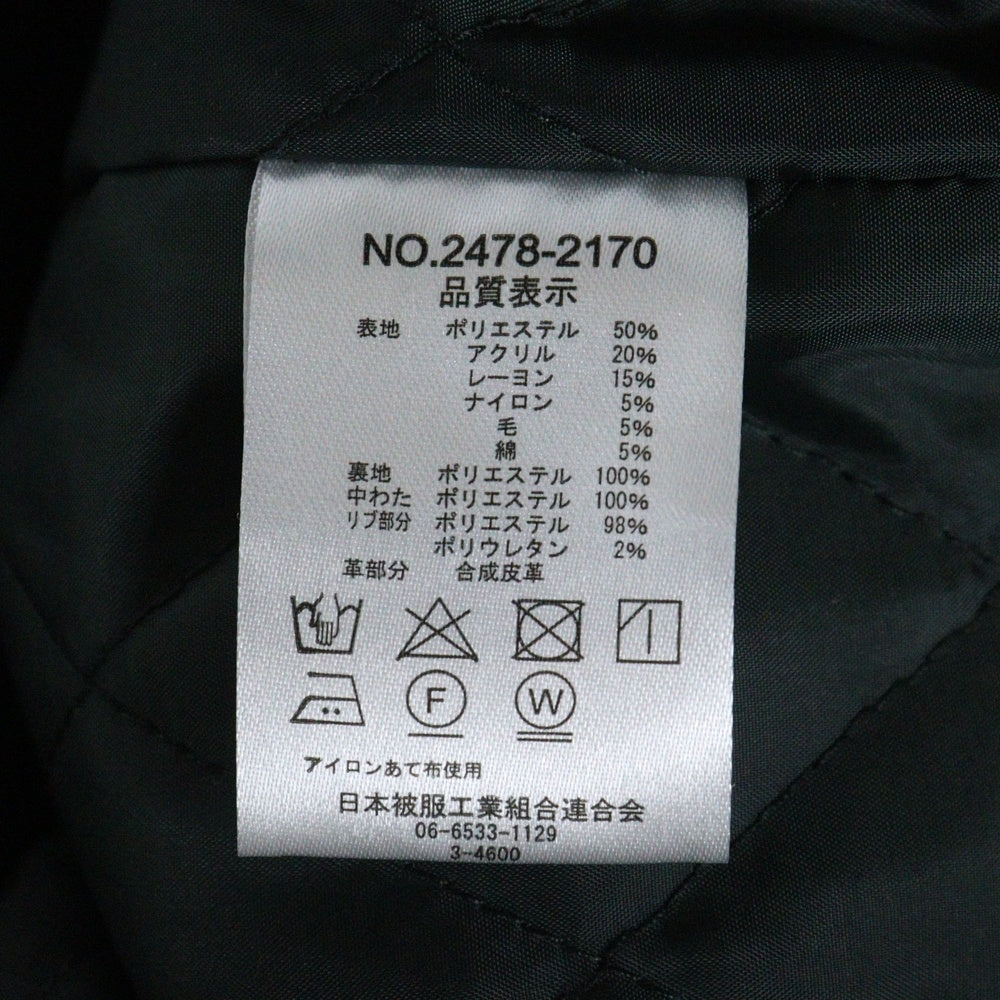 NO.2478-2170
品質表示
表地 ポリエステル 50%
アクリル 20%
レーヨン 15%
ナイロン 5%
毛 5%
綿 5%
裏地 ポリエステル 100%
中わた ポリエステル 100%
リブ部分 ポリエステル 98%
ポリウレタン 2%
革部分 合成皮革
F W
アイロンあて布使用
日本被服工業組合連合会
06-6533-1129
3-4600